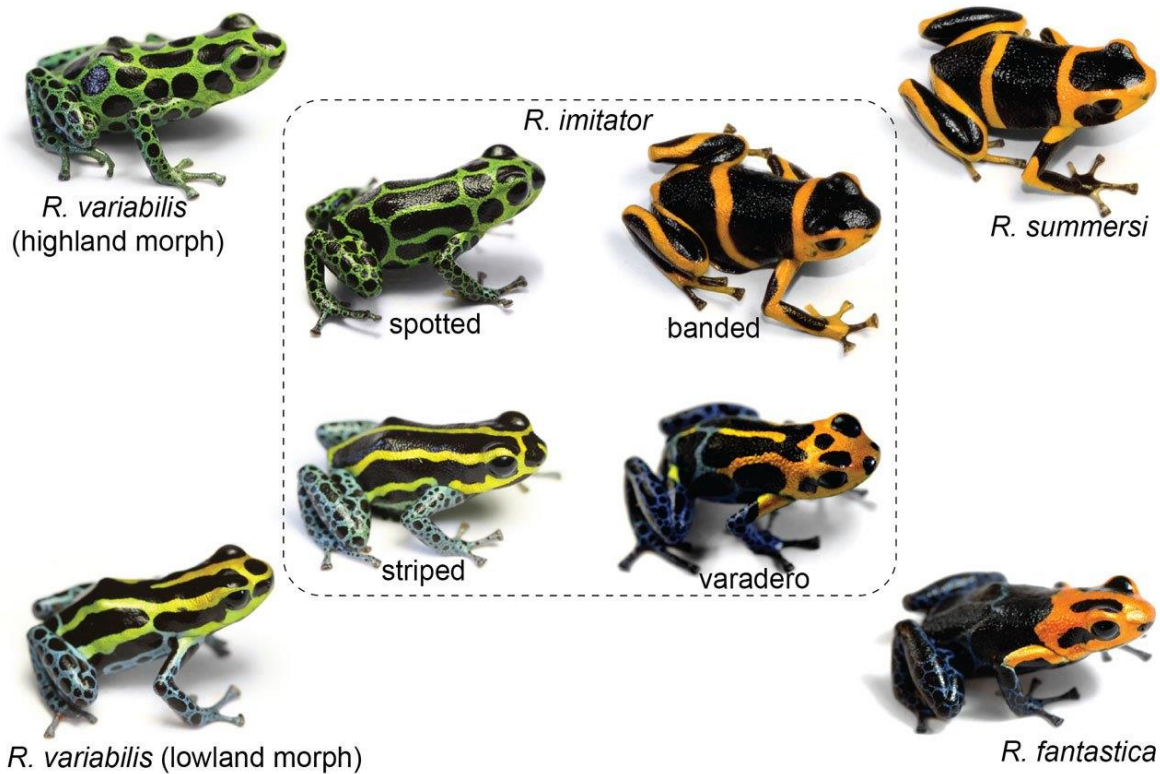 R. imitator
R. variabilis
(highland morph)
R. summersi
spotted
banded
striped
varadero
R. variabilis (lowland morph)
R. fantastica